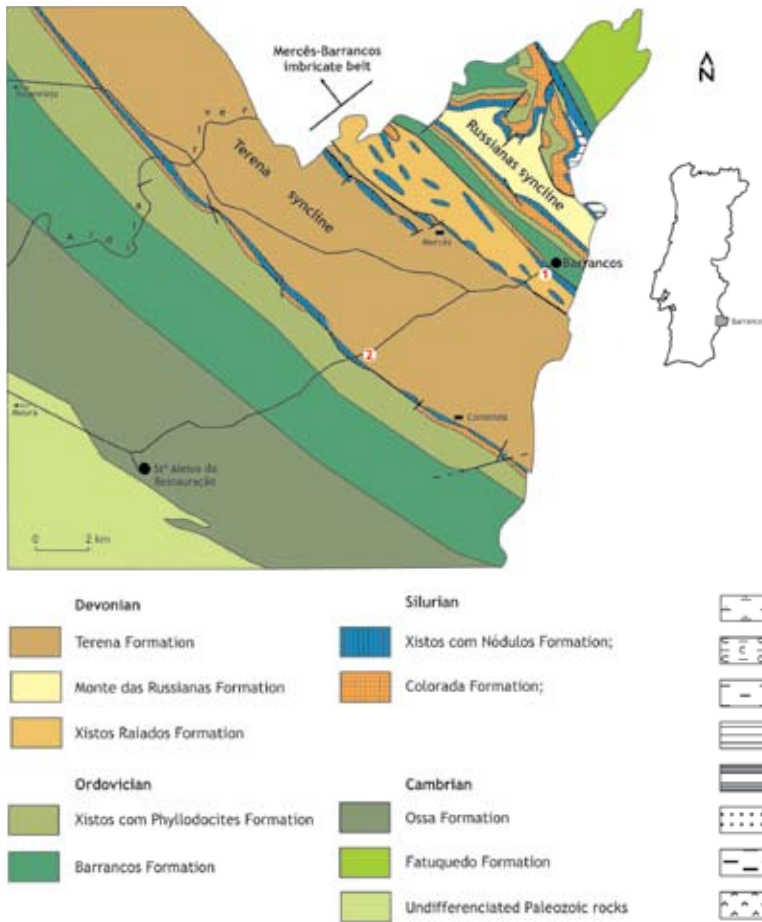 Mercês-Barrancos
imbricate belt
N
Russianas syncline
Terena
syncline
Mercês
Barrancos
1
2
Barrancos
Contenda
Moura
Stº Aleixo da
Restauração
0 2 km
Devonian
Terena Formation
Monte das Russianas Formation
Xistos Raiados Formation
Ordovician
Xistos com Phyllodocites Formation
Barrancos Formation
Silurian
Xistos com Nódulos Formation;
Colorada Formation;
Cambrian
Ossa Formation
Fatuquedo Formation
Undifferenciated Paleozoic rocks